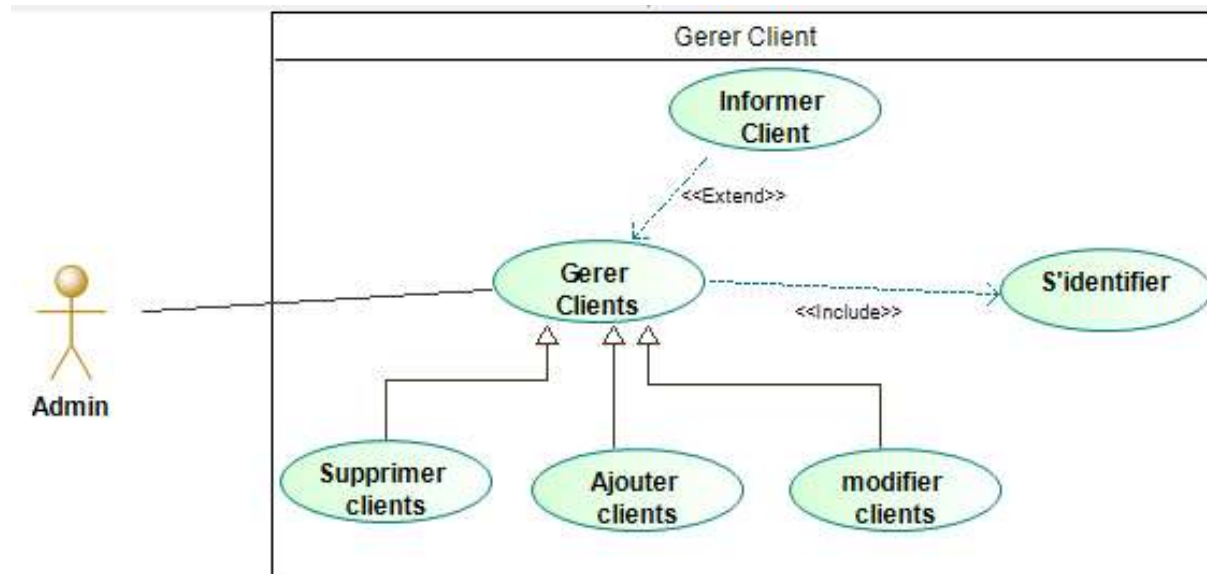 Gerer Client
Informer
Client
<<Extend>>
Gerer
Clients
S'identifier
<<Include>>
Admin
Supprimer
clients
Ajouter
clients
modifier
clients